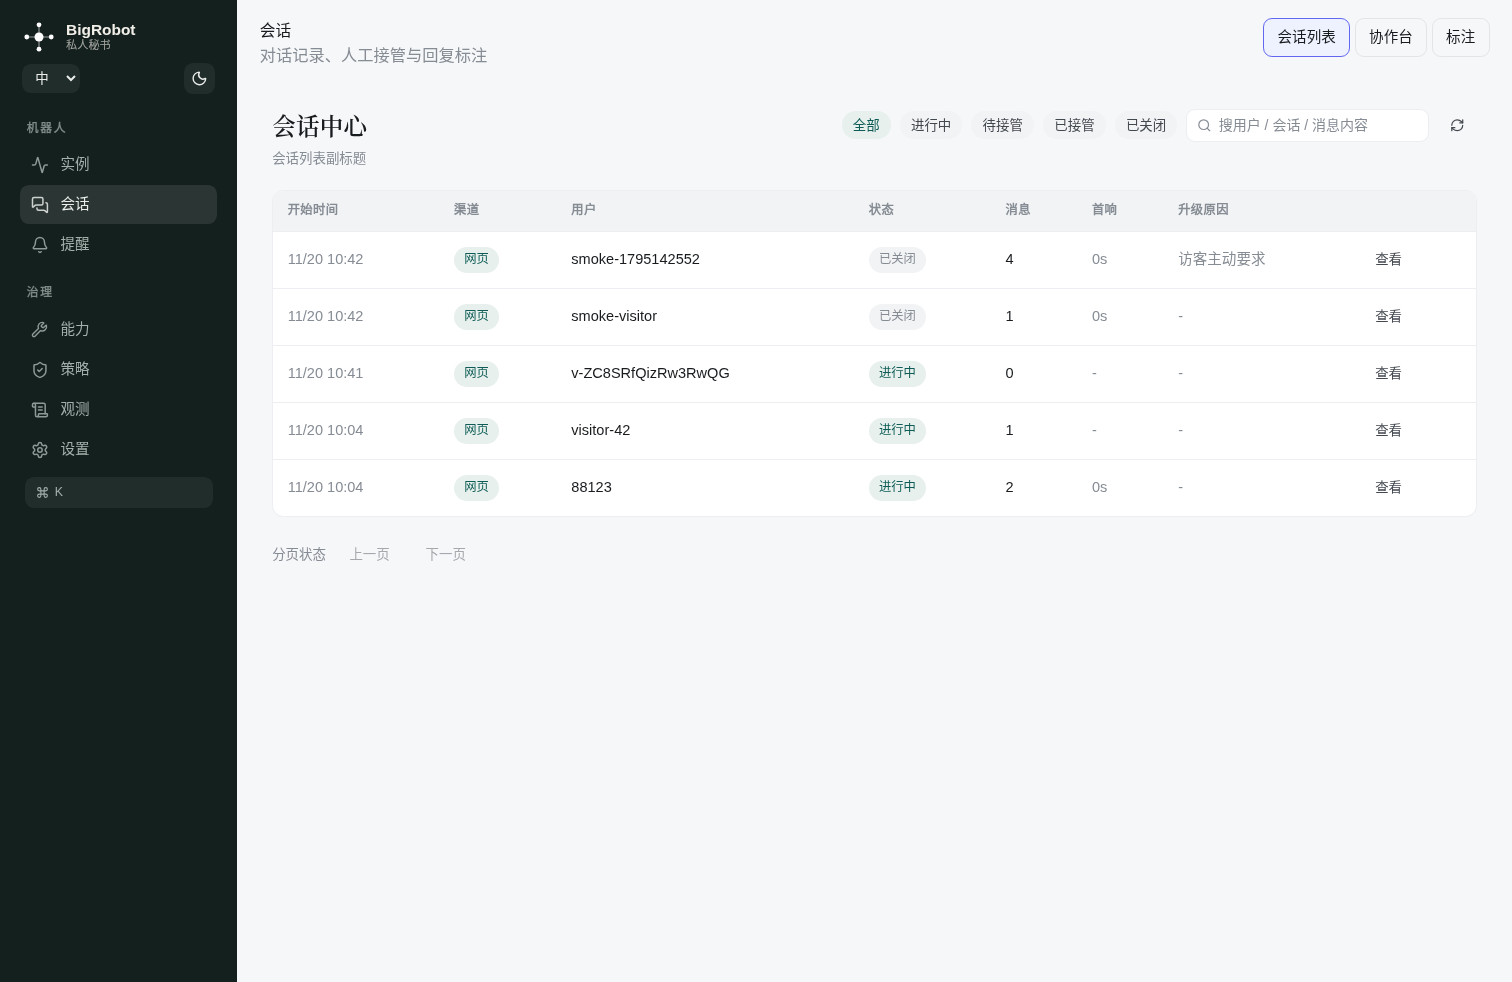 BigRobot
私人秘书
中
机器人
实例
会话
提醒
治理
能力
策略
观测
设置
⌘ K
会话
对话记录、人工接管与回复标注
会话列表 协作台 标注
会话中心
会话列表副标题
全部 进行中 待接管 已接管 已关闭 搜用户 / 会话 / 消息内容
开始时间 渠道 用户 状态 消息 首响 升级原因
11/20 10:42 网页 smoke-1795142552 已关闭 4 0s 访客主动要求 查看
11/20 10:42 网页 smoke-visitor 已关闭 1 0s - 查看
11/20 10:41 网页 v-ZC8SRfQizRw3RwQG 进行中 0 - - 查看
11/20 10:04 网页 visitor-42 进行中 1 - - 查看
11/20 10:04 网页 88123 进行中 2 0s - 查看
分页状态 上一页 下一页